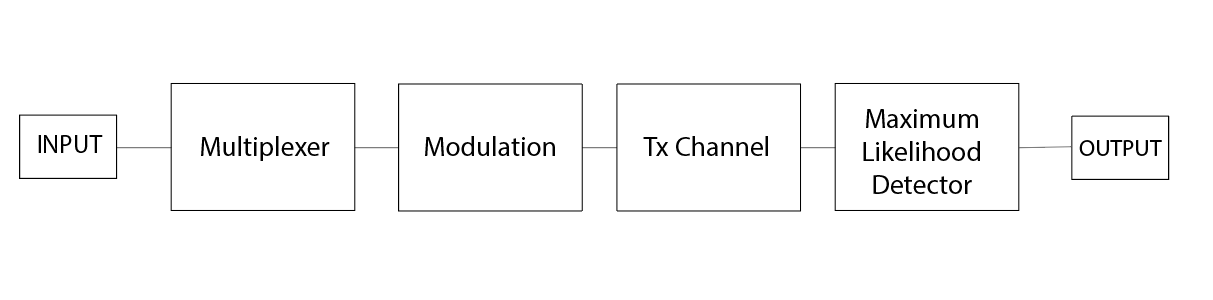 INPUT
Multiplexer
Modulation
Tx Channel
Maximum
Likelihood
Detector
OUTPUT